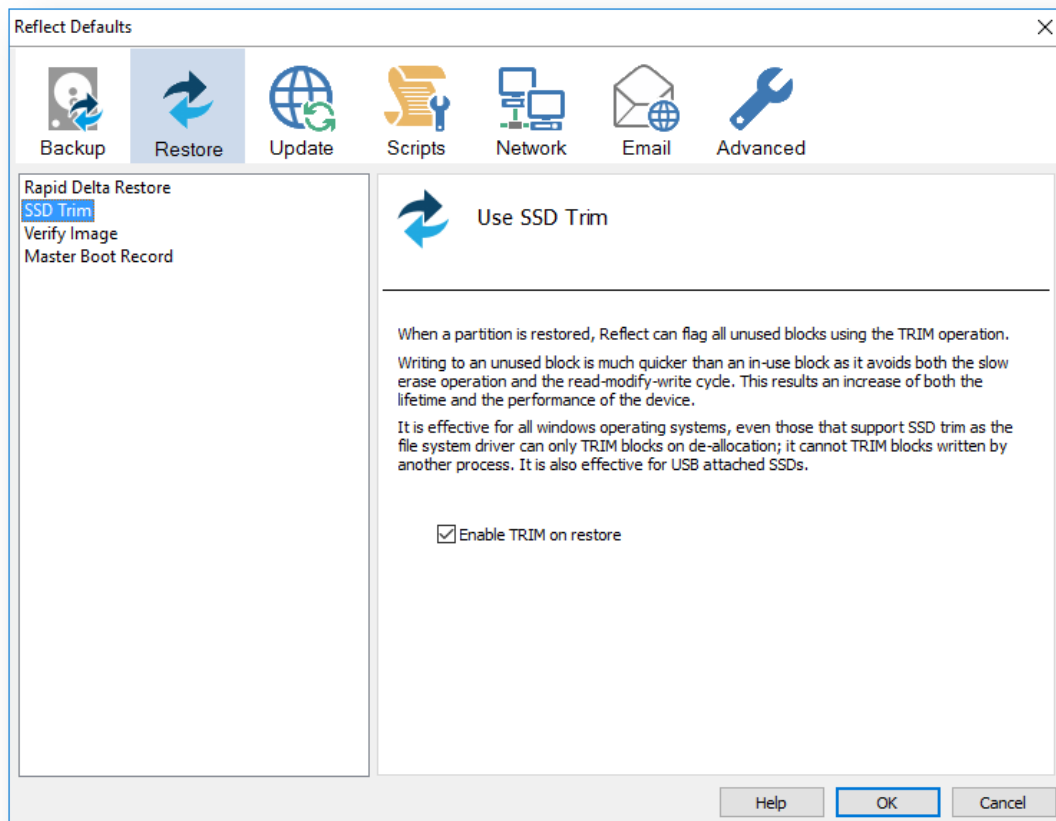 Reflect Defaults
Backup
Restore
Update
Scripts
Network
Email
Advanced
Rapid Delta Restore
SSD Trim
Verify Image
Master Boot Record
Use SSD Trim
When a partition is restored, Reflect can flag all unused blocks using the TRIM operation.
Writing to an unused block is much quicker than an in-use block as it avoids both the slow
erase operation and the read-modify-write cycle. This results an increase of both the
lifetime and the performance of the device.
It is effective for all windows operating systems, even those that support SSD trim as the
file system driver can only TRIM blocks on de-allocation; it cannot TRIM blocks written by
another process. It is also effective for USB attached SSDs.
Enable TRIM on restore
Help
OK
Cancel